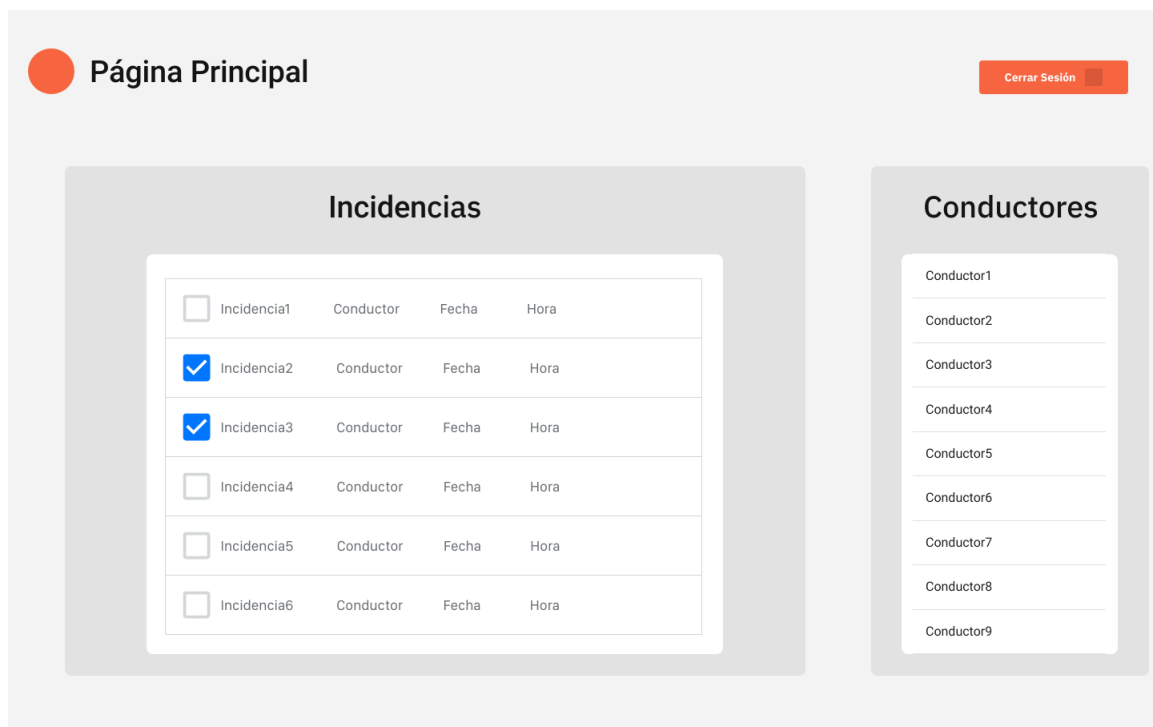 Página Principal
Cerrar Sesión
Incidencias
Incidencia1 Conductor Fecha Hora
Incidencia2 Conductor Fecha Hora
Incidencia3 Conductor Fecha Hora
Incidencia4 Conductor Fecha Hora
Incidencia5 Conductor Fecha Hora
Incidencia6 Conductor Fecha Hora
Conductores
Conductor1
Conductor2
Conductor3
Conductor4
Conductor5
Conductor6
Conductor7
Conductor8
Conductor9